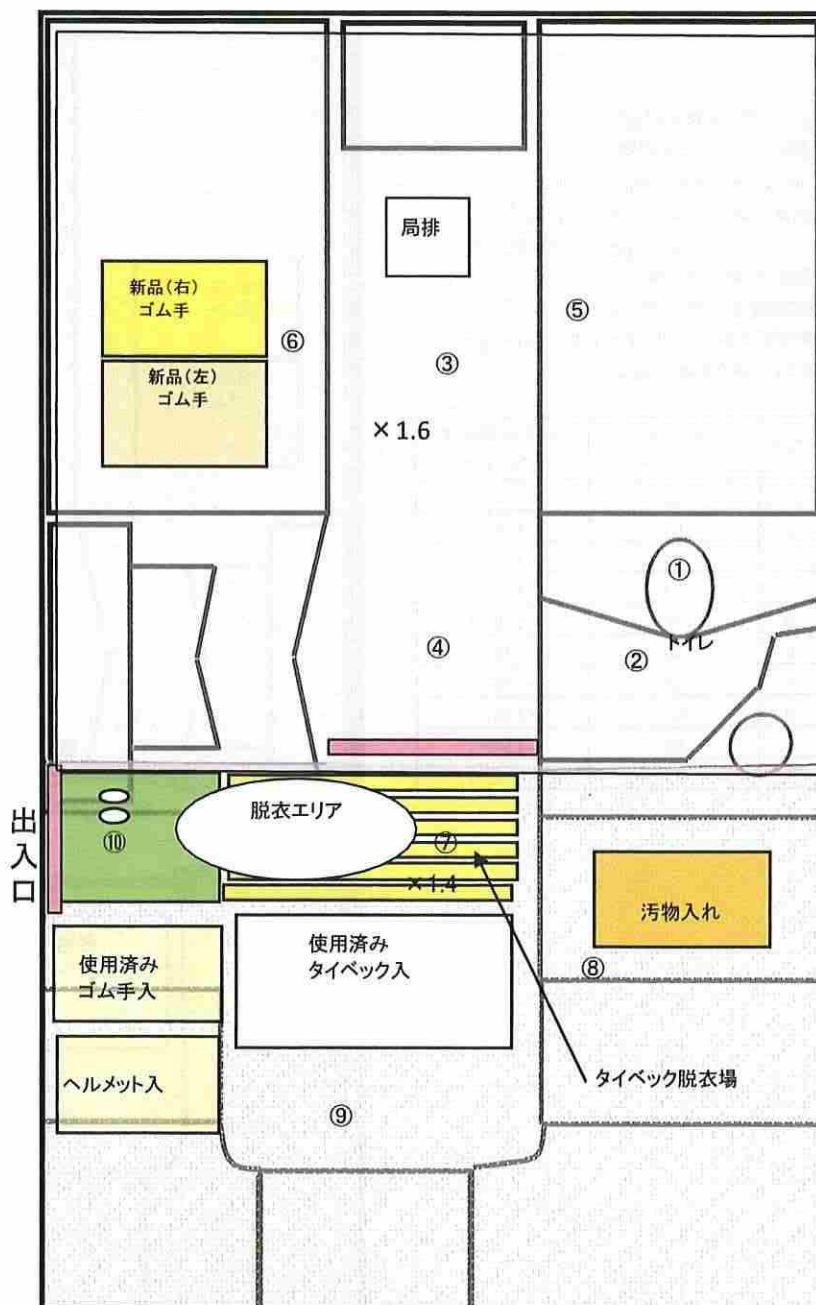 局排
新品(右)
ゴム手
⑥
⑤
③
新品(左)
ゴム手
×1.6
①
トイレ
②
④
出入口
脱衣エリア
⑩
⑦
×1.4
汚物入れ
使用済み
ゴム手入
使用済み
タイベック入
⑧
ヘルメット入
タイベック脱衣場
⑨